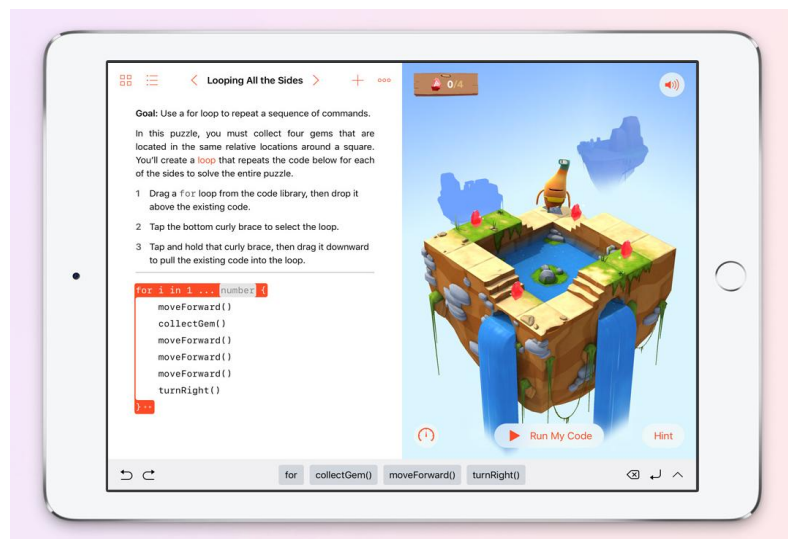 Looping All the Sides
0/4
Goal: Use a for loop to repeat a sequence of commands.
In this puzzle, you must collect four gems that are
located in the same relative locations around a square.
You'll create a loop that repeats the code below for each
of the sides to solve the entire puzzle.
1 Drag a for loop from the code library, then drop it
above the existing code.
2 Tap the bottom curly brace to select the loop.
3 Tap and hold that curly brace, then drag it downward
to pull the existing code into the loop.
for i in 1 ... number {
moveForward()
collectGem()
moveForward()
moveForward()
moveForward()
turnRight()
}
Run My Code
Hint
for collectGem() moveForward() turnRight()